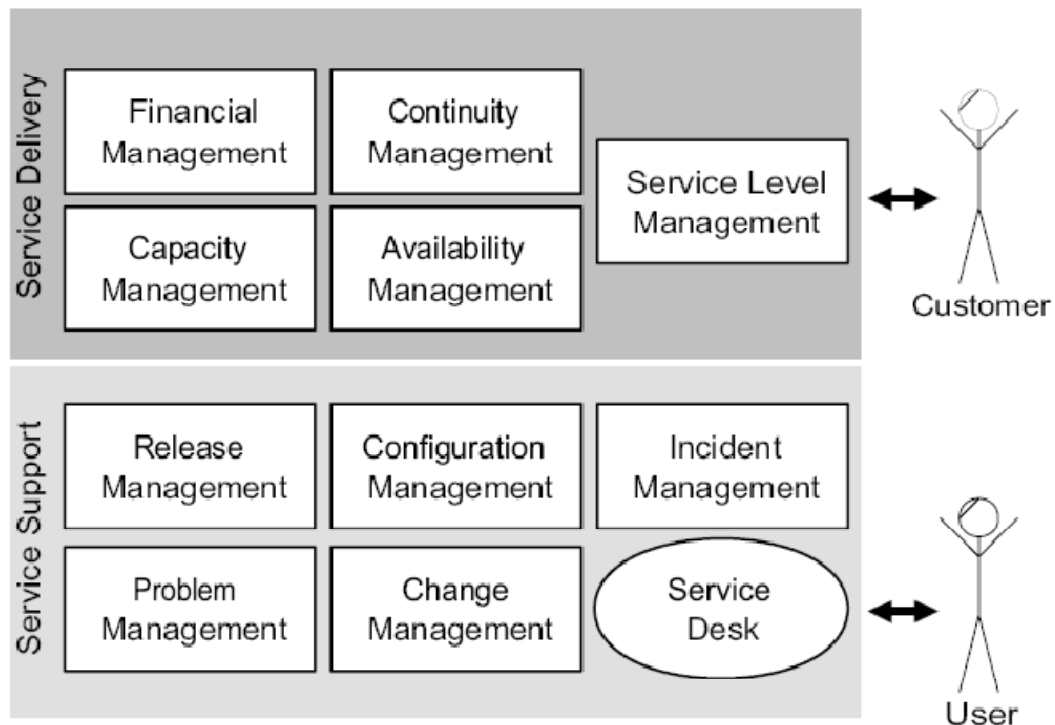 Service Delivery
Financial
Management
Continuity
Management
Service Level
Management
Capacity
Management
Availability
Management
Customer
Service Support
Release
Management
Configuration
Management
Incident
Management
Problem
Management
Change
Management
Service
Desk
User